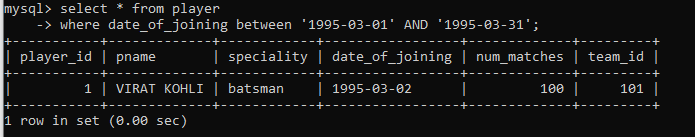 mysql> select * from player
    -> where date_of_joining between '1995-03-01' AND '1995-03-31';
+-----------+-------------+------------+-----------------+-------------+---------+
| player_id | pname       | speciality | date_of_joining | num_matches | team_id |
+-----------+-------------+------------+-----------------+-------------+---------+
|         1 | VIRAT KOHLI | batsman    | 1995-03-02      |         100 |     101 |
+-----------+-------------+------------+-----------------+-------------+---------+
1 row in set (0.00 sec)